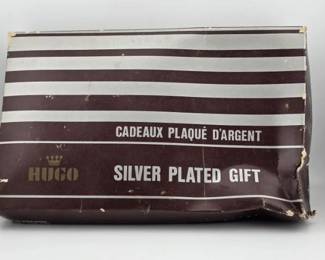 CADEAUX PLAQUÉ D'ARGENT
HUGO
SILVER PLATED GIFT